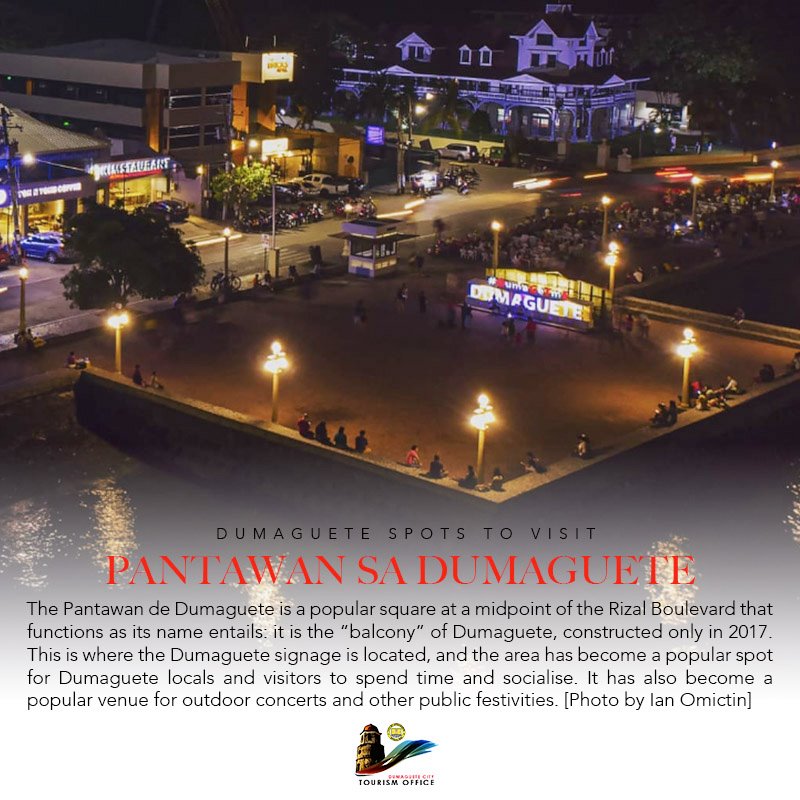 #Dumaguete
DUMAGUETE
DUMAGUETE SPOTS TO VISIT
PANTAWAN SA DUMAGUETE
The Pantawan de Dumaguete is a popular square at a midpoint of the Rizal Boulevard that
functions as its name entails: it is the “balcony” of Dumaguete, constructed only in 2017.
This is where the Dumaguete signage is located, and the area has become a popular spot
for Dumaguete locals and visitors to spend time and socialise. It has also become a
popular venue for outdoor concerts and other public festivities. [Photo by Ian Omictin]
DUMAGUETE CITY
TOURISM OFFICE